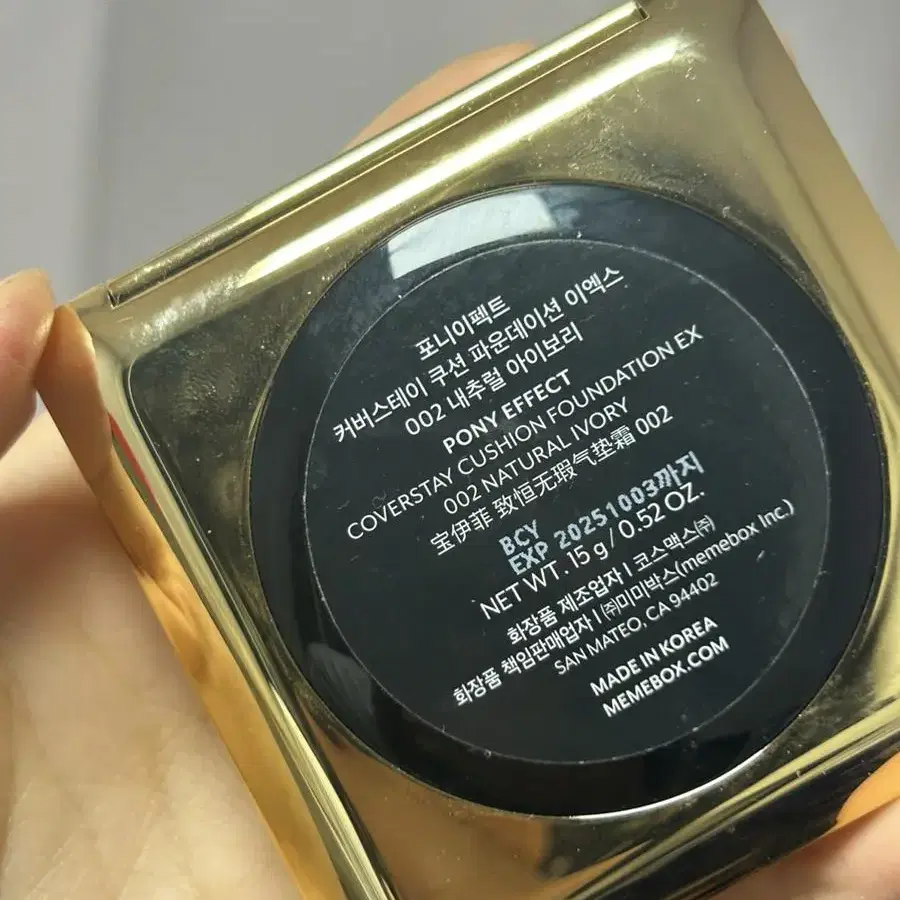 포니이펙트
커버스테이 쿠션 파운데이션 이엑스
002 내추럴 아이보리
PONY EFFECT
COVERSTAY CUSHION FOUNDATION EX
002 NATURAL IVORY
宝伊菲 致恒无瑕气垫霜 002
BCY
EXP 20251003까지
NET WT. 15 g / 0.52 OZ.
화장품 제조업자 | 코스맥스㈜
화장품 책임판매업자 | ㈜미미박스(memebox Inc.)
SAN MATEO, CA 94402
MADE IN KOREA
MEMEBOX.COM